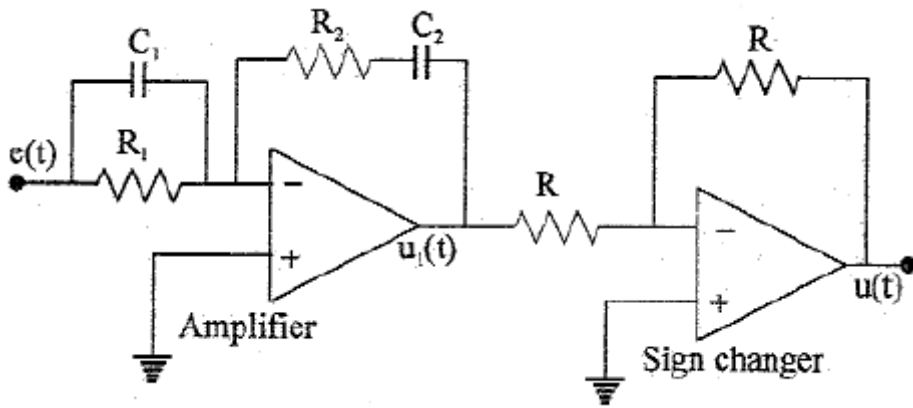 C₁
R₂
C₂
R
e(t)
R₁
−
+
u₁(t)
Amplifier
R
−
+
u(t)
Sign changer